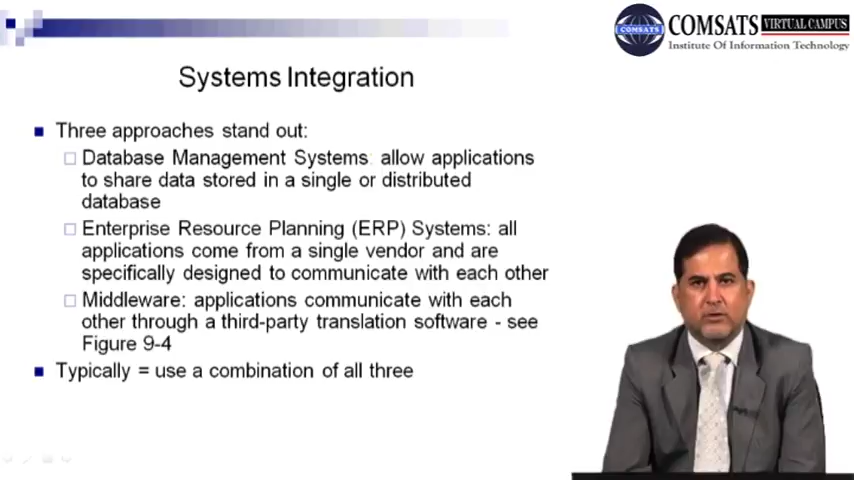 COMSATS
COMSATS VIRTUAL CAMPUS
Institute Of Information Technology
Systems Integration
Three approaches stand out:
Database Management Systems: allow applications
to share data stored in a single or distributed
database
Enterprise Resource Planning (ERP) Systems: all
applications come from a single vendor and are
specifically designed to communicate with each other
Middleware: applications communicate with each
other through a third-party translation software - see
Figure 9-4
Typically = use a combination of all three